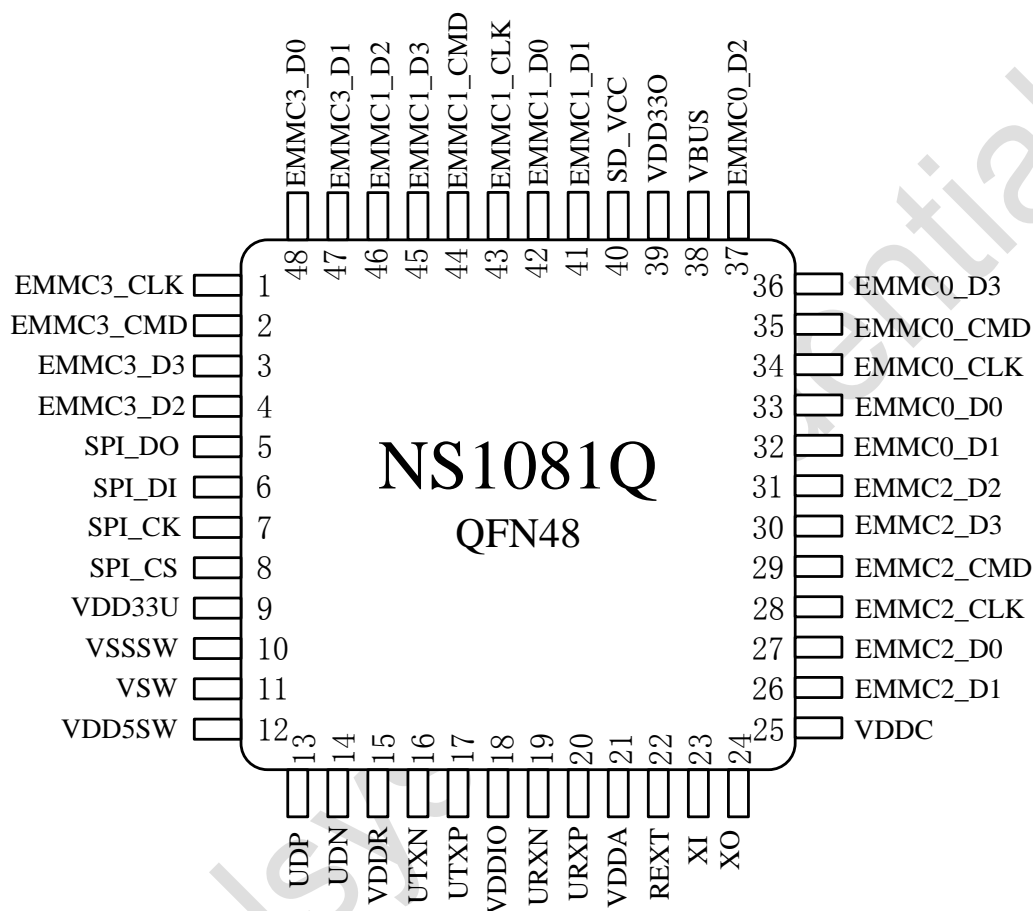 EMMC3_D0
EMMC3_D1
EMMC1_D2
EMMC1_D3
EMMC1_CMD
EMMC1_CLK
EMMC1_D0
EMMC1_D1
SD_VCC
VDD33O
VBUS
EMMC0_D2
48
47
46
45
44
43
42
41
40
39
38
37
EMMC3_CLK 1
EMMC3_CMD 2
EMMC3_D3 3
EMMC3_D2 4
SPI_DO 5
SPI_DI 6
SPI_CK 7
SPI_CS 8
VDD33U 9
VSSSW 10
VSW 11
VDD5SW 12
NS1081Q
QFN48
36 EMMC0_D3
35 EMMC0_CMD
34 EMMC0_CLK
33 EMMC0_D0
32 EMMC0_D1
31 EMMC2_D2
30 EMMC2_D3
29 EMMC2_CMD
28 EMMC2_CLK
27 EMMC2_D0
26 EMMC2_D1
25 VDDC
13
14
15
16
17
18
19
20
21
22
23
24
UDP
UDN
VDDR
UTXN
UTXP
VDDIO
URXN
URXP
VDDA
REXT
XI
XO